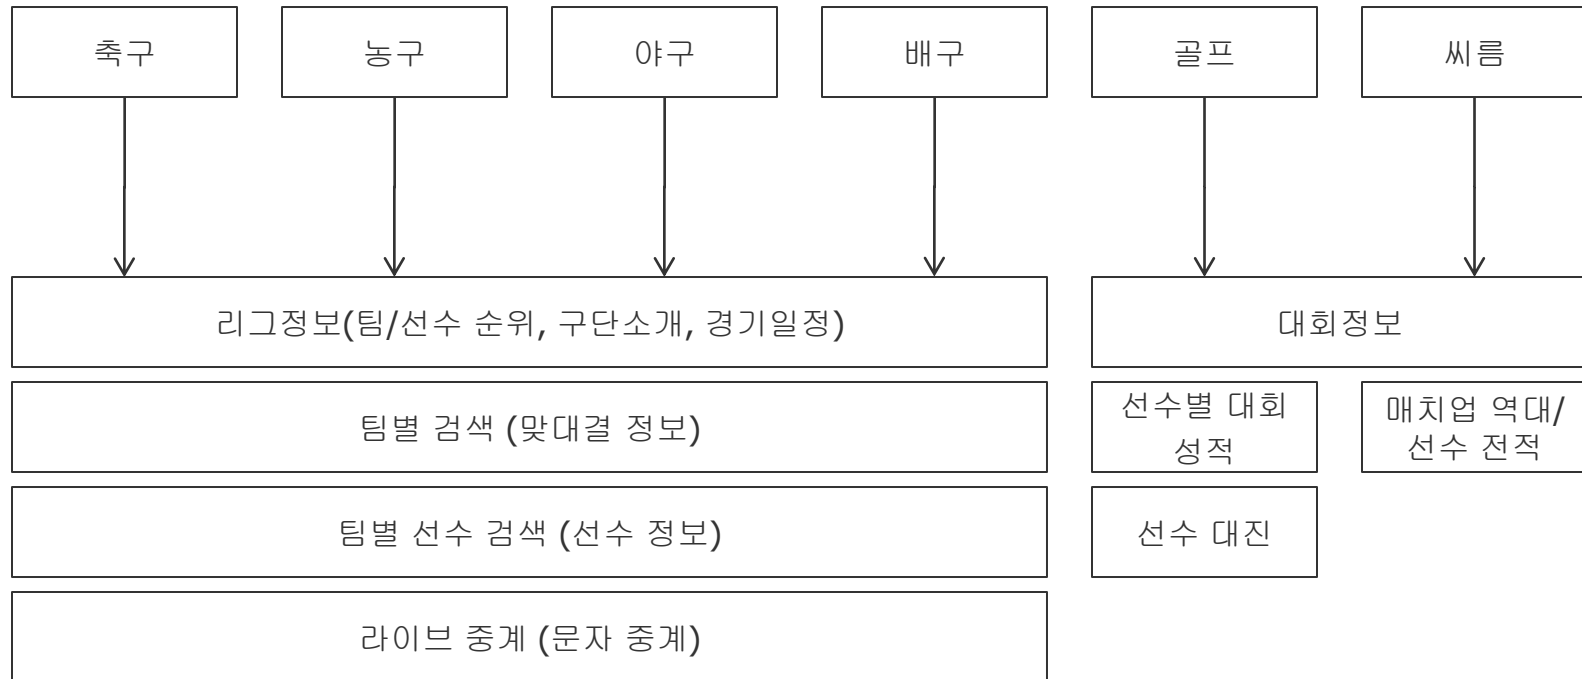 축구
농구
야구
배구
골프
씨름
리그정보(팀/선수 순위, 구단소개, 경기일정)
대회정보
팀별 검색 (맞대결 정보)
선수별 대회
성적
매치업 역대/
선수 전적
팀별 선수 검색 (선수 정보)
선수 대진
라이브 중계 (문자 중계)